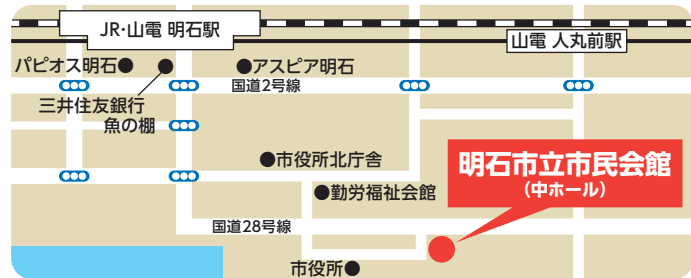 JR・山電 明石駅
山電 人丸前駅
パピオス明石●
●アスピア明石
国道2号線
三井住友銀行
魚の棚
●市役所北庁舎
明石市立市民会館
（中ホール）
●勤労福祉会館
国道28号線
市役所●